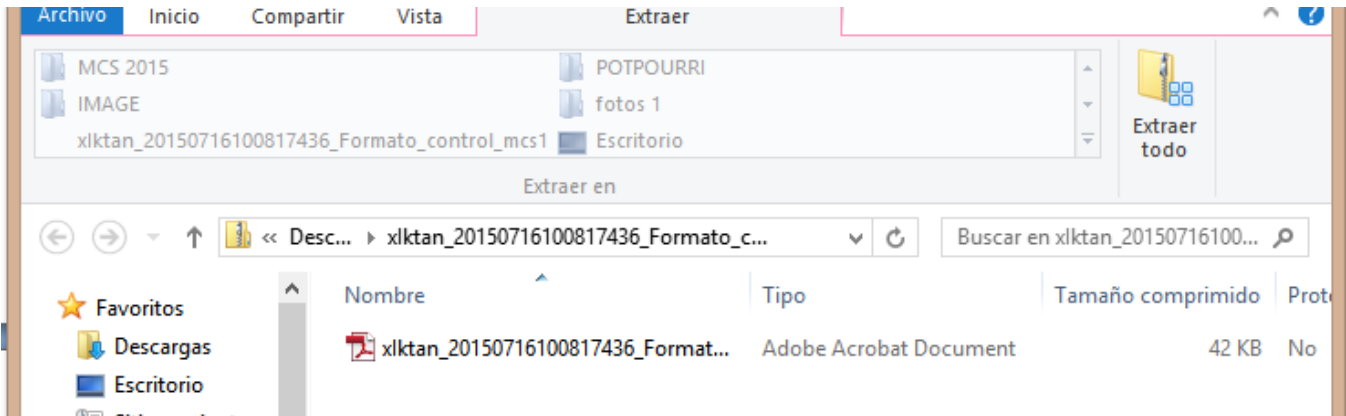 Archivo Inicio Compartir Vista Extraer
MCS 2015 POTPOURRI
IMAGE fotos 1
xlktan_20150716100817436_Formato_control_mcs1 Escritorio
Extraer todo
Extraer en
« Desc... xlktan_20150716100817436_Formato_c... Buscar en xlktan_20150716100...
Favoritos Nombre Tipo Tamaño comprimido
Descargas xlktan_20150716100817436_Format... Adobe Acrobat Document 42 KB No
Escritorio